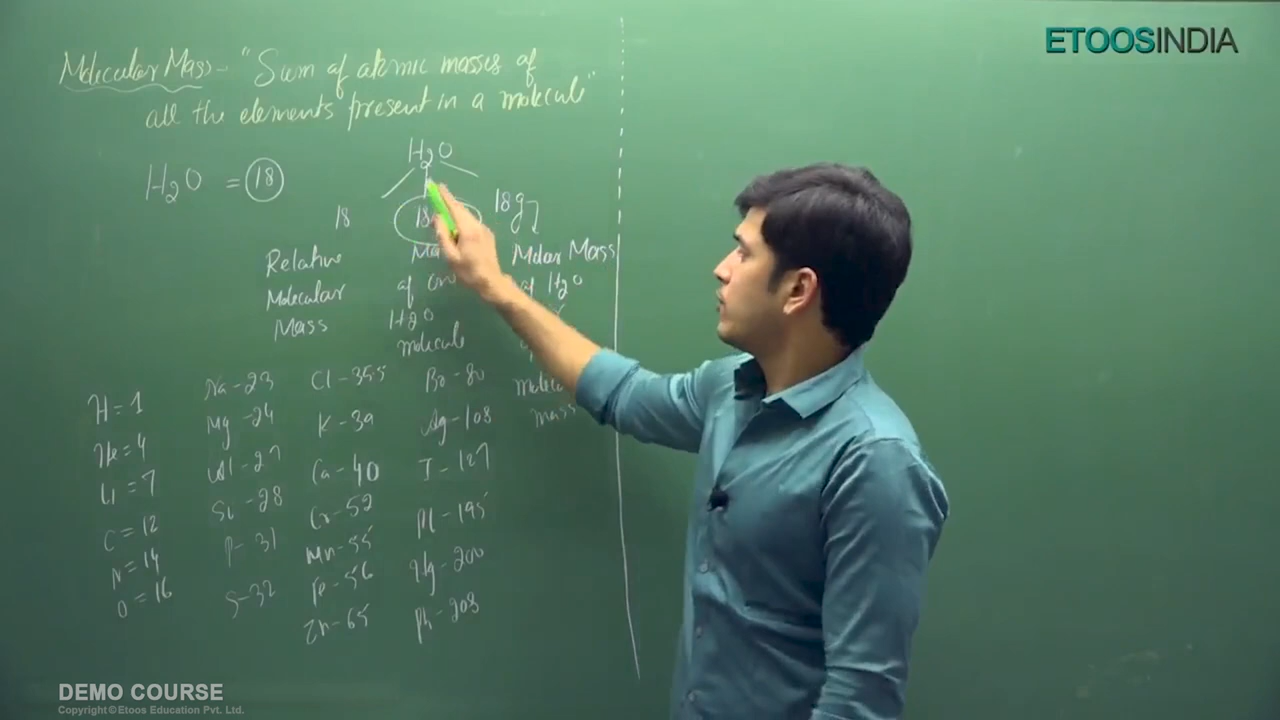 ETOOSINDIA
Molecular Mass - "Sum of atomic masses of
all the elements present in a molecule"
H2O = 18
H2O
18
18
18g
Relative
Molecular
Mass
of
H2O
molecule
Molar Mass
of H2O
mass
H = 1
He = 4
Li = 7
C = 12
N = 14
O = 16
Na - 23
Mg - 24
Al - 27
Si - 28
P - 31
S - 32
Cl - 35.5
K - 39
Ca - 40
Cr - 52
Mn - 55
Fe - 56
Zn - 65
Br - 80
Ag - 108
I - 127
Pt - 195
Hg - 200
Pb - 208
DEMO COURSE
Copyright©Etoos Education Pvt. Ltd.